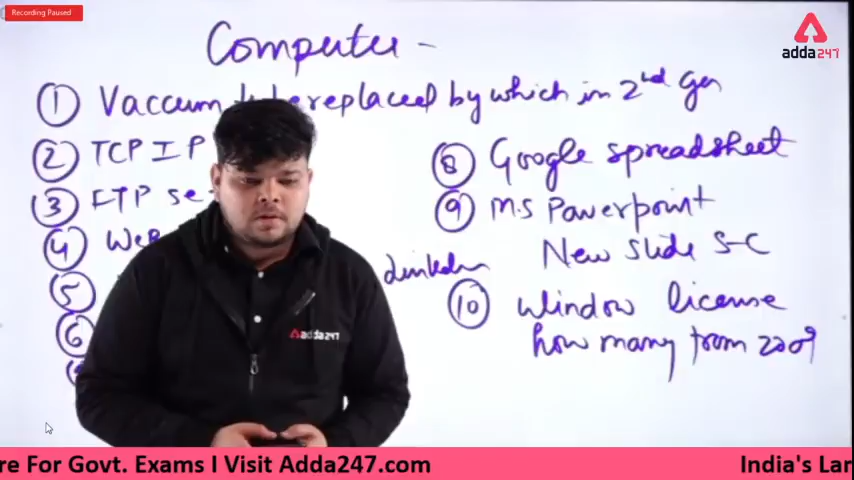 Recording Paused
adda247
Computer -
① Vaccum tube replaced by which in 2nd Gen
② TCP IP
③ FTP se
④ Web
⑤
⑥
⑧ Google spreadsheet
⑨ M.S Powerpoint
New slide S-C
⑩ Window license
how many from 2009
adda247
re For Govt. Exams I Visit Adda247.com
India's Lar